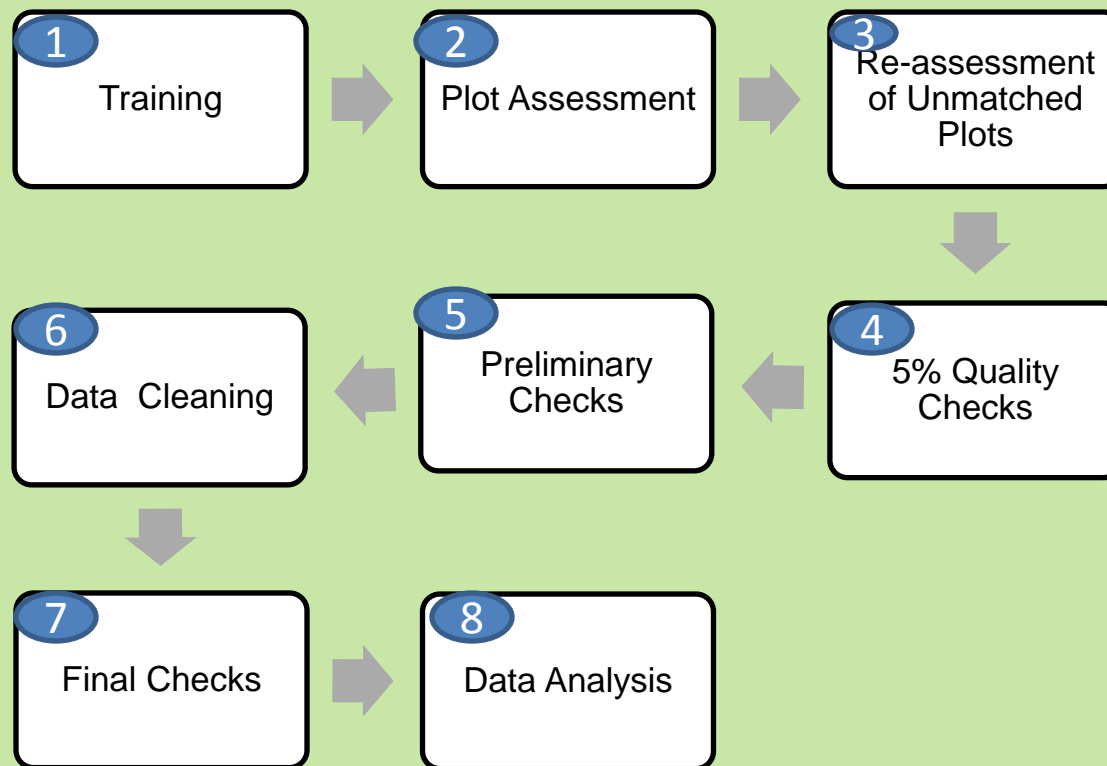 1
Training
2
Plot Assessment
3
Re-assessment
of Unmatched
Plots
4
5% Quality
Checks
5
Preliminary
Checks
6
Data  Cleaning
7
Final Checks
8
Data Analysis